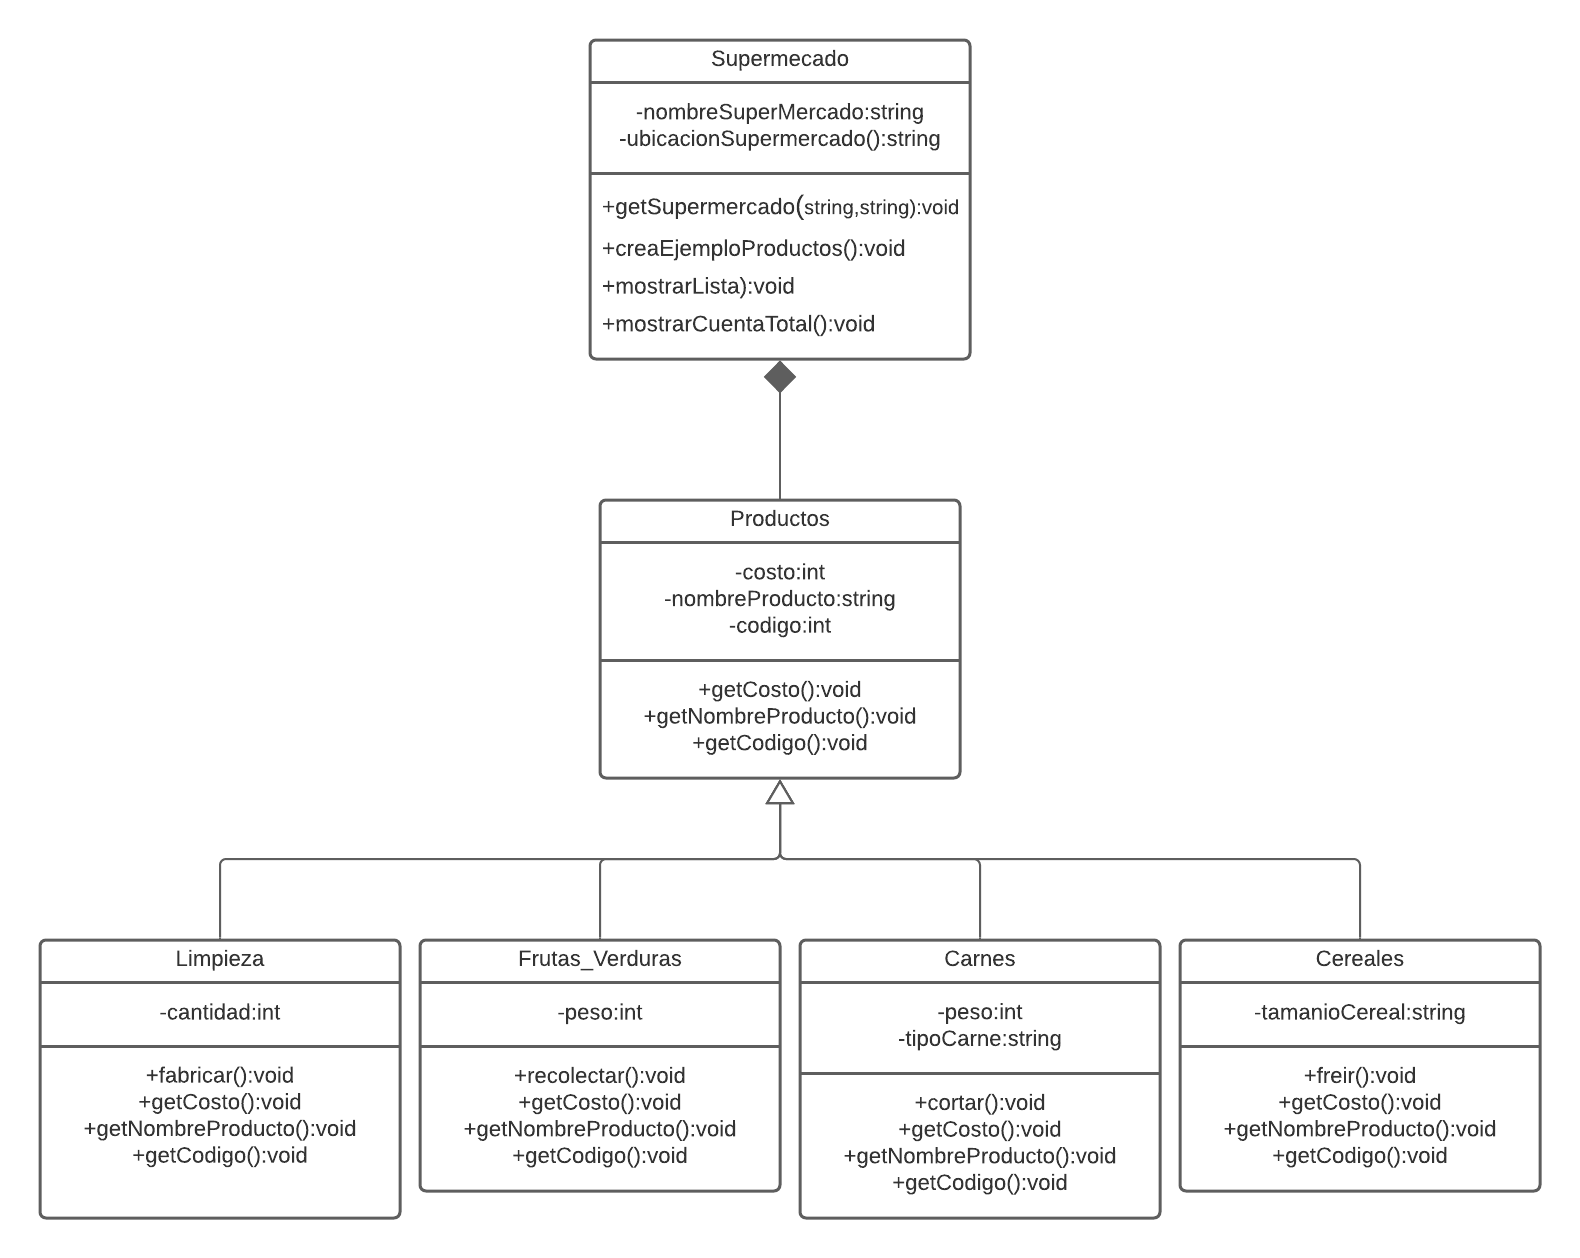 Supermecado
-nombreSuperMercado:string
-ubicacionSupermercado():string
+getSupermercado(string,string):void
+creaEjemploProductos():void
+mostrarLista):void
+mostrarCuentaTotal():void
Productos
-costo:int
-nombreProducto:string
-codigo:int
+getCosto():void
+getNombreProducto():void
+getCodigo():void
Limpieza
-cantidad:int
+fabricar():void
+getCosto():void
+getNombreProducto():void
+getCodigo():void
Frutas_Verduras
-peso:int
+recolectar():void
+getCosto():void
+getNombreProducto():void
+getCodigo():void
Carnes
-peso:int
-tipoCarne:string
+cortar():void
+getCosto():void
+getNombreProducto():void
+getCodigo():void
Cereales
-tamanioCereal:string
+freir():void
+getCosto():void
+getNombreProducto():void
+getCodigo():void